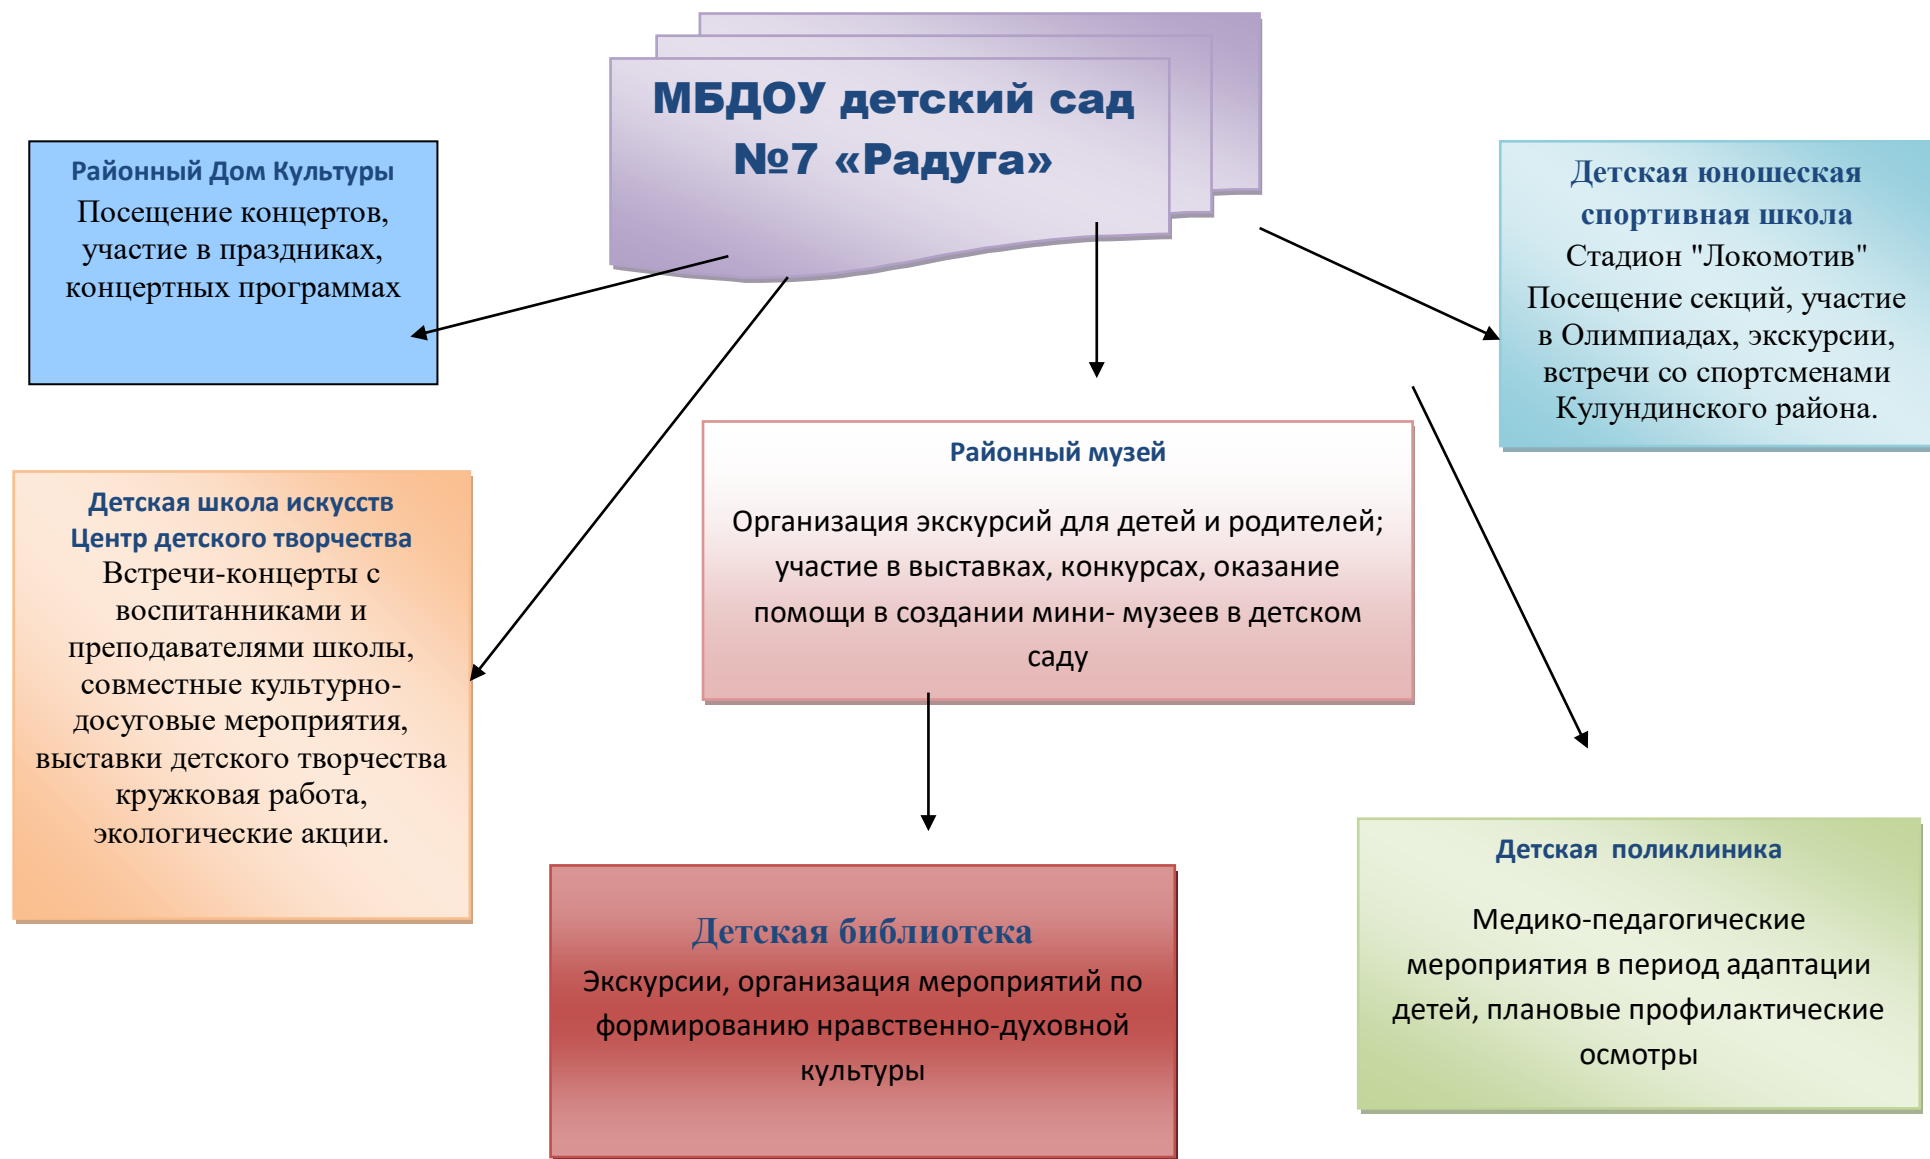 МБДОУ детский сад
№7 «Радуга»
Районный Дом Культуры
Посещение концертов,
участие в праздниках,
концертных программах
Детская юношеская
спортивная школа
Стадион "Локомотив"
Посещение секций, участие
в Олимпиадах, экскурсии,
встречи со спортсменами
Кулундинского района.
Детская школа искусств
Центр детского творчества
Встречи-концерты с
воспитанниками и
преподавателями школы,
совместные культурно-
досуговые мероприятия,
выставки детского творчества
кружковая работа,
экологические акции.
Районный музей
Организация экскурсий для детей и родителей;
участие в выставках, конкурсах, оказание
помощи в создании мини- музеев в детском
саду
Детская библиотека
Экскурсии, организация мероприятий по
формированию нравственно-духовной
культуры
Детская  поликлиника
Медико-педагогические
мероприятия в период адаптации
детей, плановые профилактические
осмотры